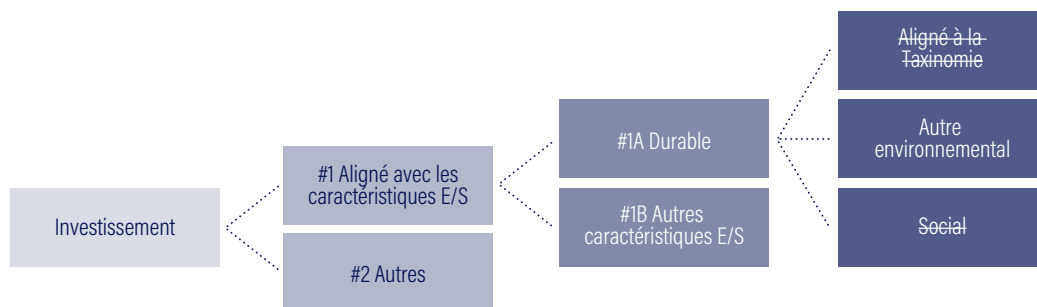 Investissement
#1 Aligné avec les
caractéristiques E/S
#2 Autres
#1A Durable
#1B Autres
caractéristiques E/S
Aligné à la
Taxinomie
Autre
environnemental
Social